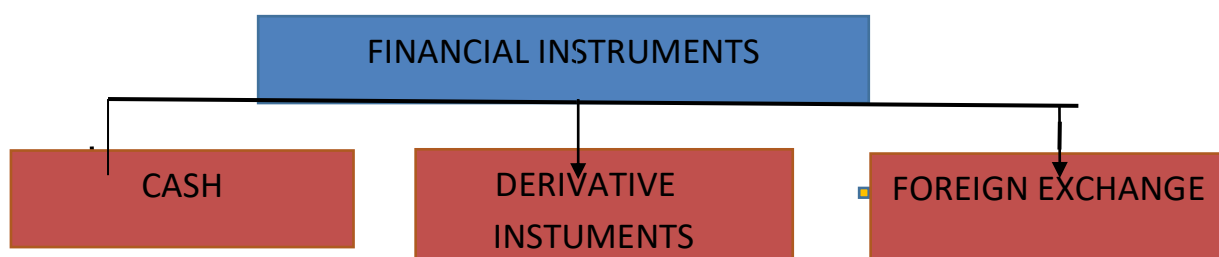 FINANCIAL INSTRUMENTS
CASH
DERIVATIVE
INSTUMENTS
FOREIGN EXCHANGE